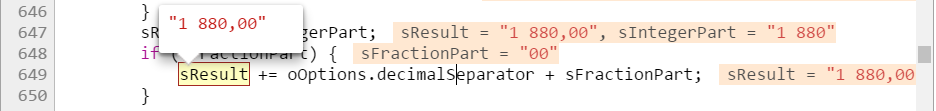 646 }
"1 880,00"
647 sR gerPart; sResult = "1 880,00", sIntegerPart = "1 880"
648 if ( ractionPart) { sFractionPart = "00"
649 sResult += oOptions.decimalSeparator + sFractionPart; sResult = "1 880,00
650 }